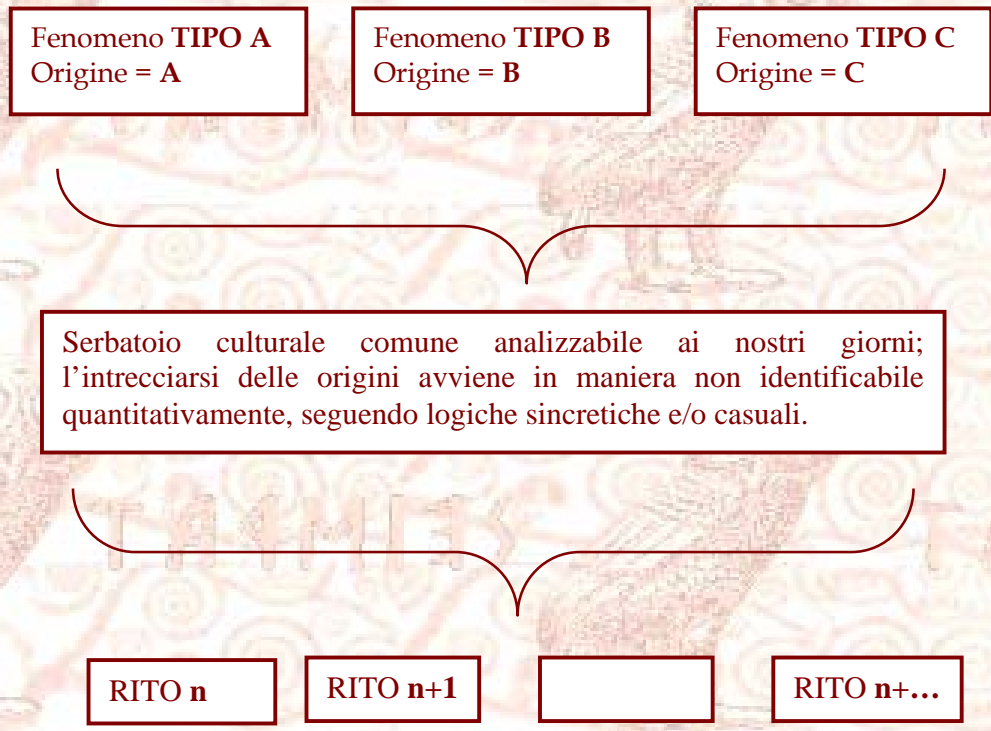 Fenomeno TIPO A
Origine = A
Fenomeno TIPO B
Origine = B
Fenomeno TIPO C
Origine = C
Serbatoio culturale comune analizzabile ai nostri giorni;
l’intrecciarsi delle origini avviene in maniera non identificabile
quantitativamente, seguendo logiche sincretiche e/o casuali.
RITO n
RITO n+1
RITO n+…